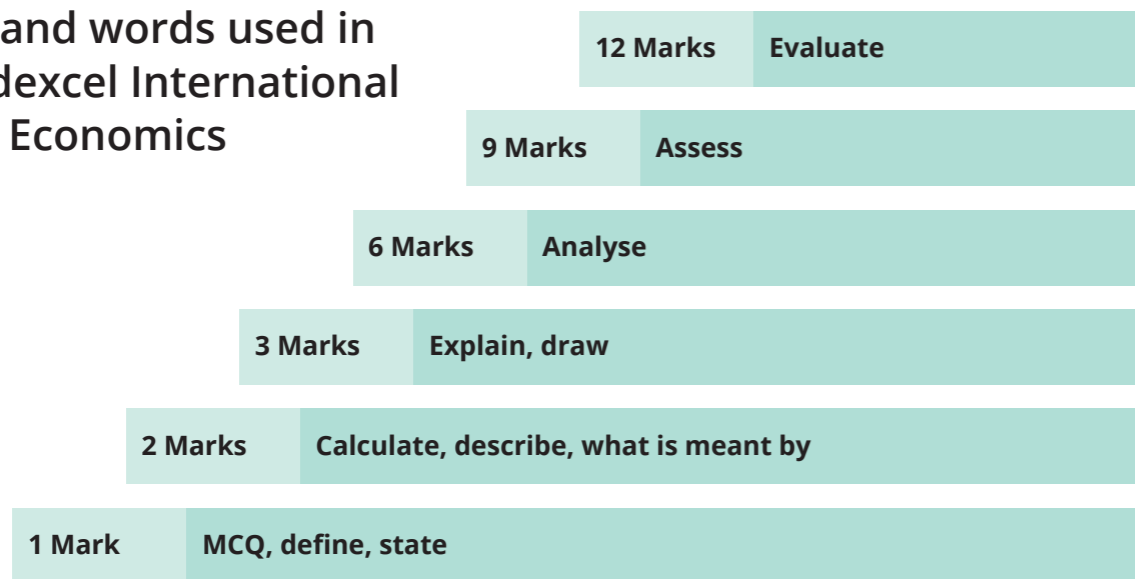 and words used in
dexcel International
Economics
12 Marks Evaluate
9 Marks Assess
6 Marks Analyse
3 Marks Explain, draw
2 Marks Calculate, describe, what is meant by
1 Mark MCQ, define, state